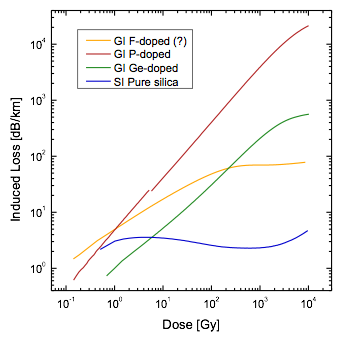 GI F-doped (?)
GI P-doped
GI Ge-doped
SI Pure silica
Induced Loss [dB/km]
10⁴
10³
10²
10¹
10⁰
10⁻¹ 10⁰ 10¹ 10² 10³ 10⁴
Dose [Gy]